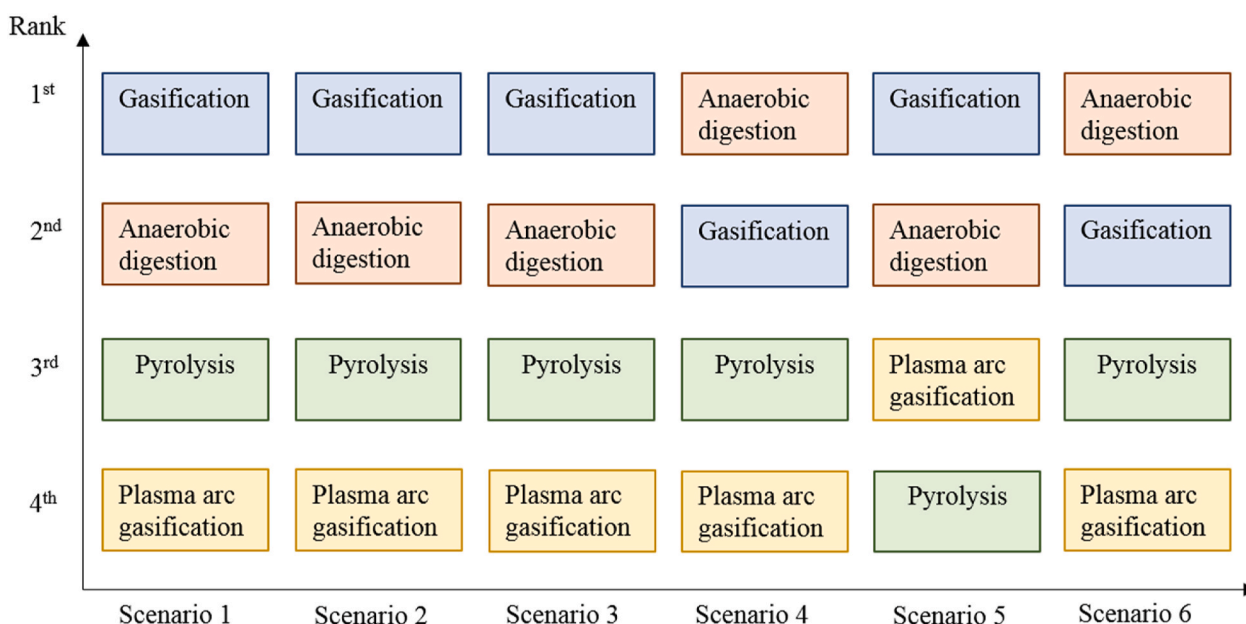 Rank
1st
Gasification
Gasification
Gasification
Anaerobic
digestion
Gasification
Anaerobic
digestion
2nd
Anaerobic
digestion
Anaerobic
digestion
Anaerobic
digestion
Gasification
Anaerobic
digestion
Gasification
3rd
Pyrolysis
Pyrolysis
Pyrolysis
Pyrolysis
Plasma arc
gasification
Pyrolysis
4th
Plasma arc
gasification
Plasma arc
gasification
Plasma arc
gasification
Plasma arc
gasification
Pyrolysis
Plasma arc
gasification
Scenario 1
Scenario 2
Scenario 3
Scenario 4
Scenario 5
Scenario 6